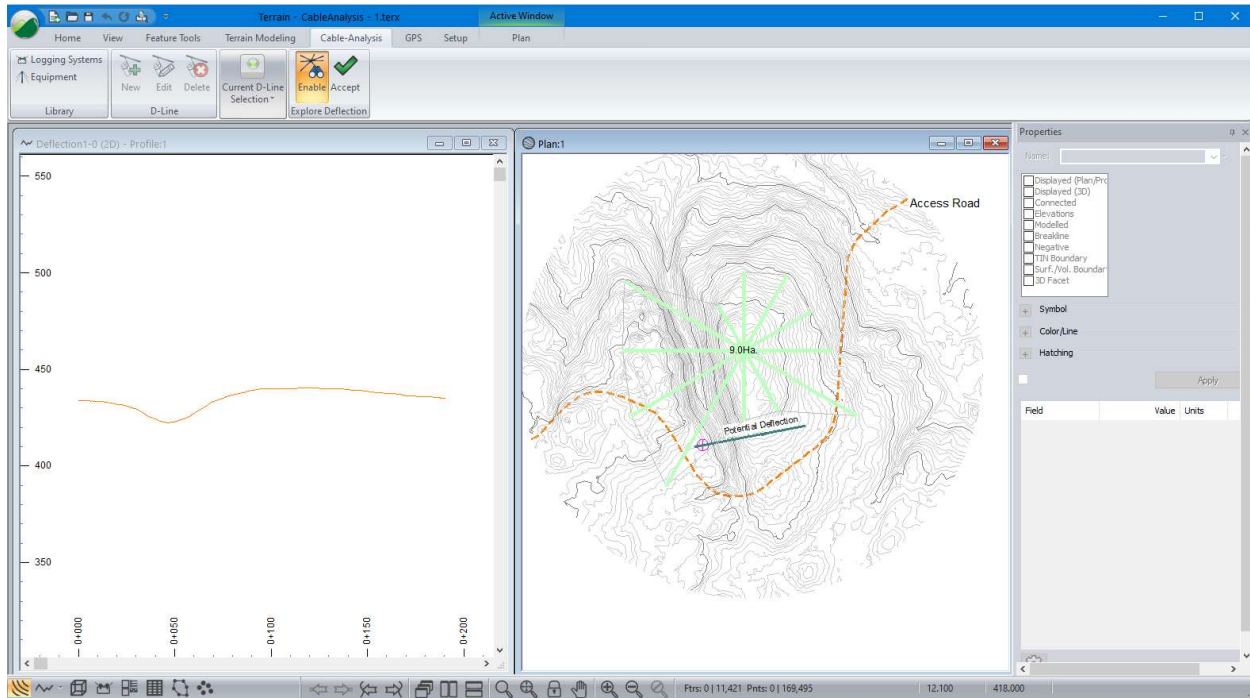 Terrain - CableAnalysis - 1.terx
Active Window
Home View Feature Tools Terrain Modeling Cable-Analysis GPS Setup Plan
Logging Systems
Equipment
New Edit Delete
Current D-Line
Selection
Enable Accept
Library D-Line Explore Deflection
Deflection1-0 (2D) - Profile:1
550
500
450
400
350
0+000 0+050 0+100 0+150 0+200
Plan:1
Access Road
9.0Ha.
Potential Deflection
Properties
Name:
Displayed (Plan/Pro
Displayed (3D)
Connected
Elevations
Modelled
Breakline
Negative
TIN Boundary
Surf./Vol. Boundar
3D Facet
Symbol
Color/Line
Hatching
Apply
Field Value Units
Ftrs: 0 | 11,421 Pnts: 0 | 169,495 12.100 418.000